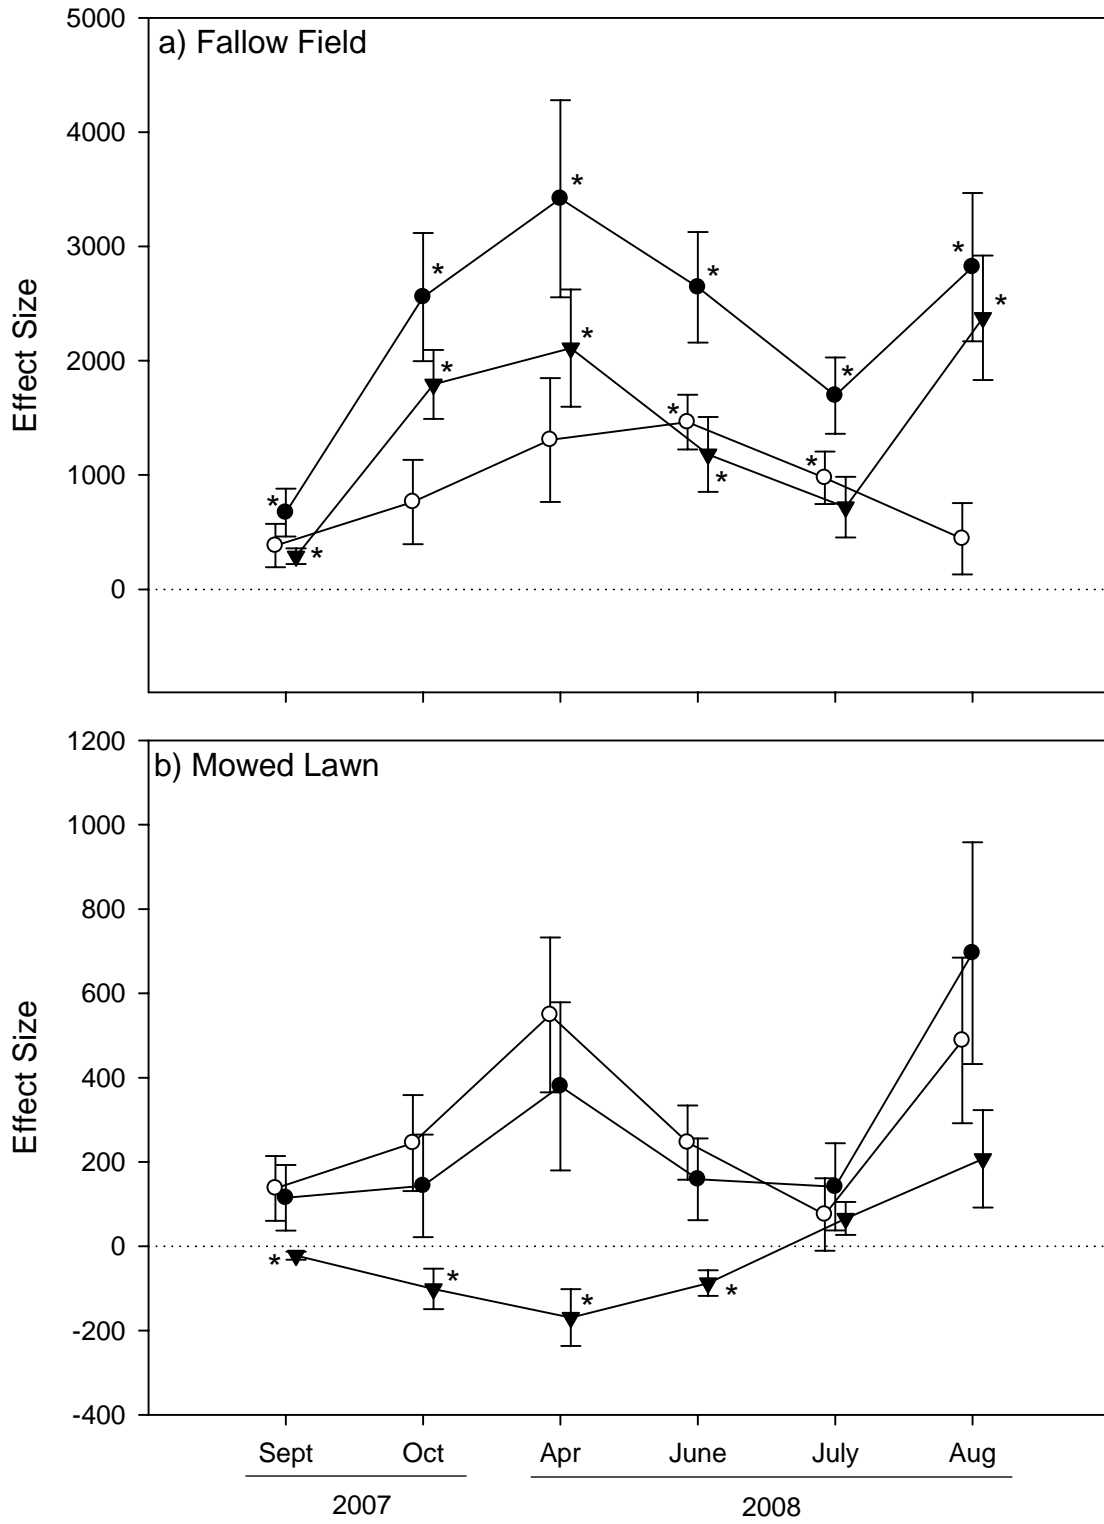 5000
a) Fallow Field
4000
3000
2000
1000
0
Effect Size
* * * * * * * * * * * * *
1200
b) Mowed Lawn
1000
800
600
400
200
0
-200
-400
Effect Size
* * * *
Sept Oct Apr June July Aug
2007 2008